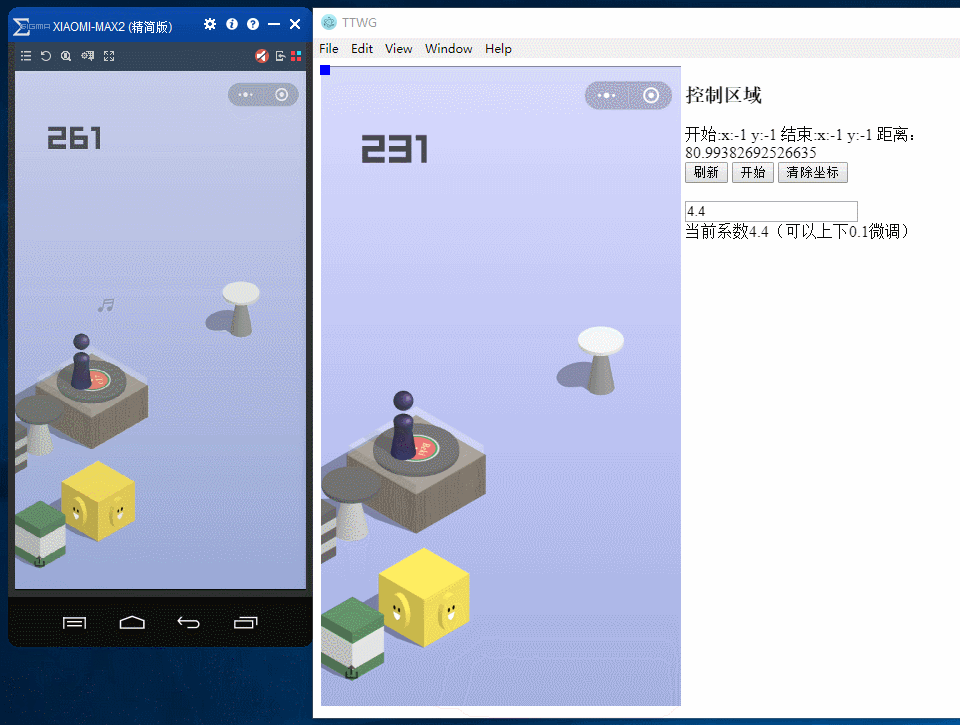 SIGMA XIAOMI-MAX2 (精简版)
261
TTWG
File Edit View Window Help
231
控制区域
开始:x:-1 y:-1 结束:x:-1 y:-1 距离：
80.99382692526635
刷新 开始 清除坐标
4.4
当前系数4.4（可以上下0.1微调）